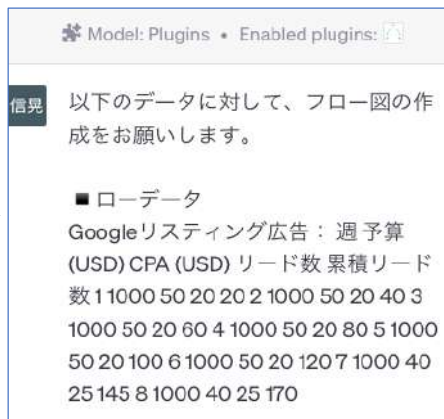 Model: Plugins • Enabled plugins:
信晃
以下のデータに対して、フロー図の作
成をお願いします。
■ ローデータ
Googleリスティング広告： 週 予算
(USD) CPA (USD) リード数 累積リード
数 1 1000 50 20 20 2 1000 50 20 40 3
1000 50 20 60 4 1000 50 20 80 5 1000
50 20 100 6 1000 50 20 120 7 1000 40
25 145 8 1000 40 25 170